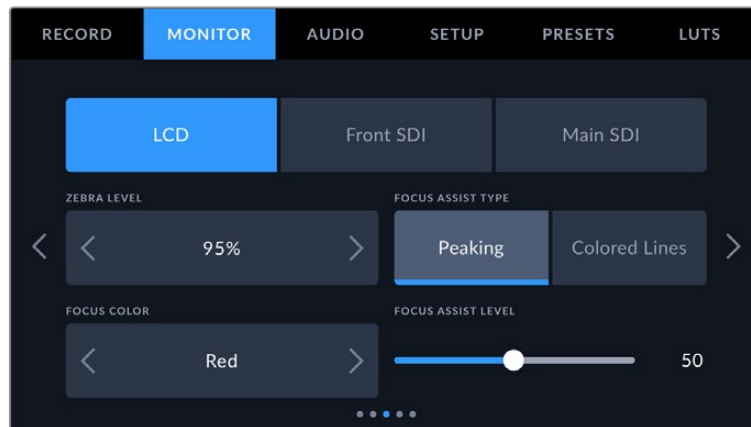 RECORD MONITOR AUDIO SETUP PRESETS LUTS
LCD Front SDI Main SDI
ZEBRA LEVEL FOCUS ASSIST TYPE
95% Peaking Colored Lines
FOCUS COLOR FOCUS ASSIST LEVEL
Red 50